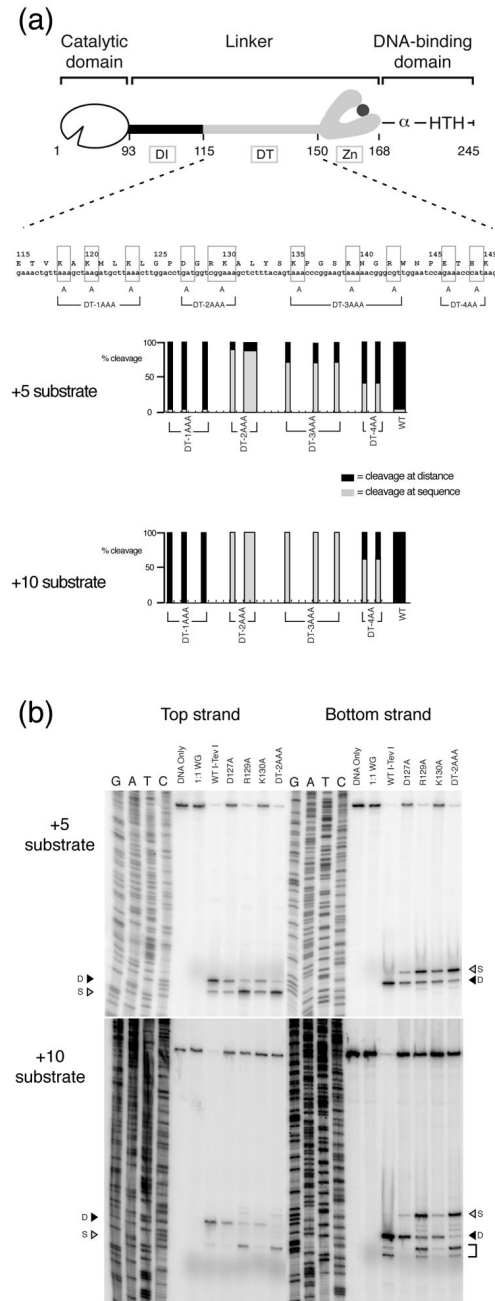 (a)
Catalytic domain
Linker
DNA-binding domain
α HTH
1 93 DI 115 DT 150 Zn 168 245
115 120 125 130 135 140 145 149
E T V K A K M L K L G P D G R K A L Y S K P G S K N G R W N P E T H K
gaaactgttaaagctaagatgcttaaacttggacctgatggtcggaaagctctttacagtaaacccggaagtaaaaacgggcgttggaatccagaaacccataag
A A A A A A A A A A A
DT-1AAA DT-2AAA DT-3AAA DT-4AA
+5 substrate
% cleavage
100
50
0
DT-1AAA DT-2AAA DT-3AAA DT-4AA WT
= cleavage at distance
= cleavage at sequence
+10 substrate
% cleavage
100
50
0
DT-1AAA DT-2AAA DT-3AAA DT-4AA WT
(b)
Top strand Bottom strand
G A T C DNA Only 1:1 WG WT I-Tev I D127A R129A K130A DT-2AAA G A T C DNA Only 1:1 WG WT I-Tev I D127A R129A K130A DT-2AAA
+5 substrate
D S
S D
+10 substrate
D S
S D